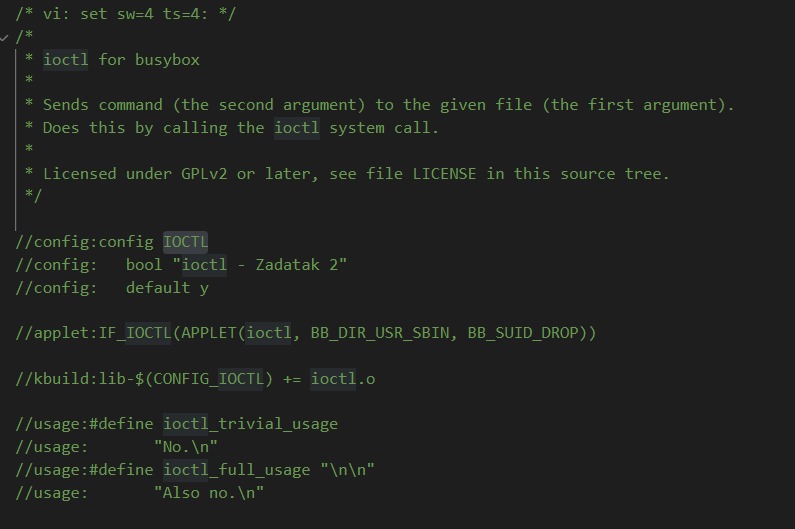 /* vi: set sw=4 ts=4: */
/*
 * ioctl for busybox
 *
 * Sends command (the second argument) to the given file (the first argument).
 * Does this by calling the ioctl system call.
 *
 * Licensed under GPLv2 or later, see file LICENSE in this source tree.
 */
//config:config IOCTL
//config:   bool "ioctl - Zadatak 2"
//config:   default y
//applet:IF_IOCTL(APPLET(ioctl, BB_DIR_USR_SBIN, BB_SUID_DROP))
//kbuild:lib-$(CONFIG_IOCTL) += ioctl.o
//usage:#define ioctl_trivial_usage
//usage:       "No.\n"
//usage:#define ioctl_full_usage "\n\n"
//usage:       "Also no.\n"